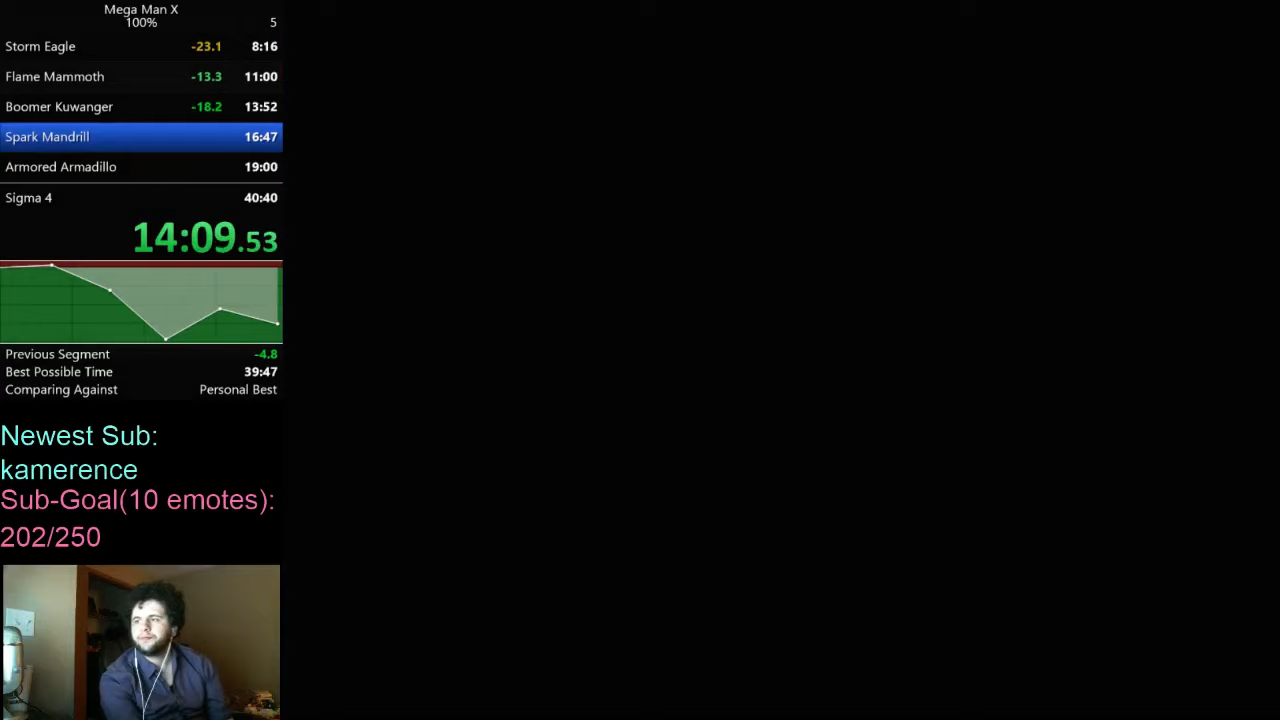 Mega Man X
100% 5
Storm Eagle -23.1 8:16
Flame Mammoth -13.3 11:00
Boomer Kuwanger -18.2 13:52
Spark Mandrill 16:47
Armored Armadillo 19:00
Sigma 4 40:40
14:09.53
Previous Segment -4.8
Best Possible Time 39:47
Comparing Against Personal Best
Newest Sub:
kamerence
Sub-Goal(10 emotes):
202/250